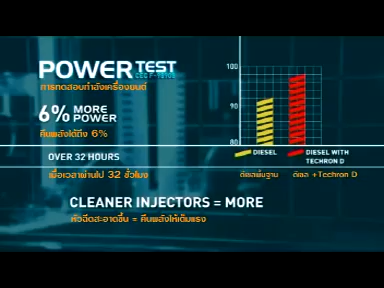 POWER TEST
CEC F-98-08
การทดสอบกำลังเครื่องยนต์
6% MORE POWER
คืนพลังได้ถึง 6%
OVER 32 HOURS
เมื่อเวลาผ่านไป 32 ชั่วโมง
100
90
80
DIESEL
DIESEL WITH TECHRON D
ดีเซลพื้นฐาน
ดีเซล +Techron D
CLEANER INJECTORS = MORE
หัวฉีดสะอาดขึ้น = คืนพลังให้เต็มแรง